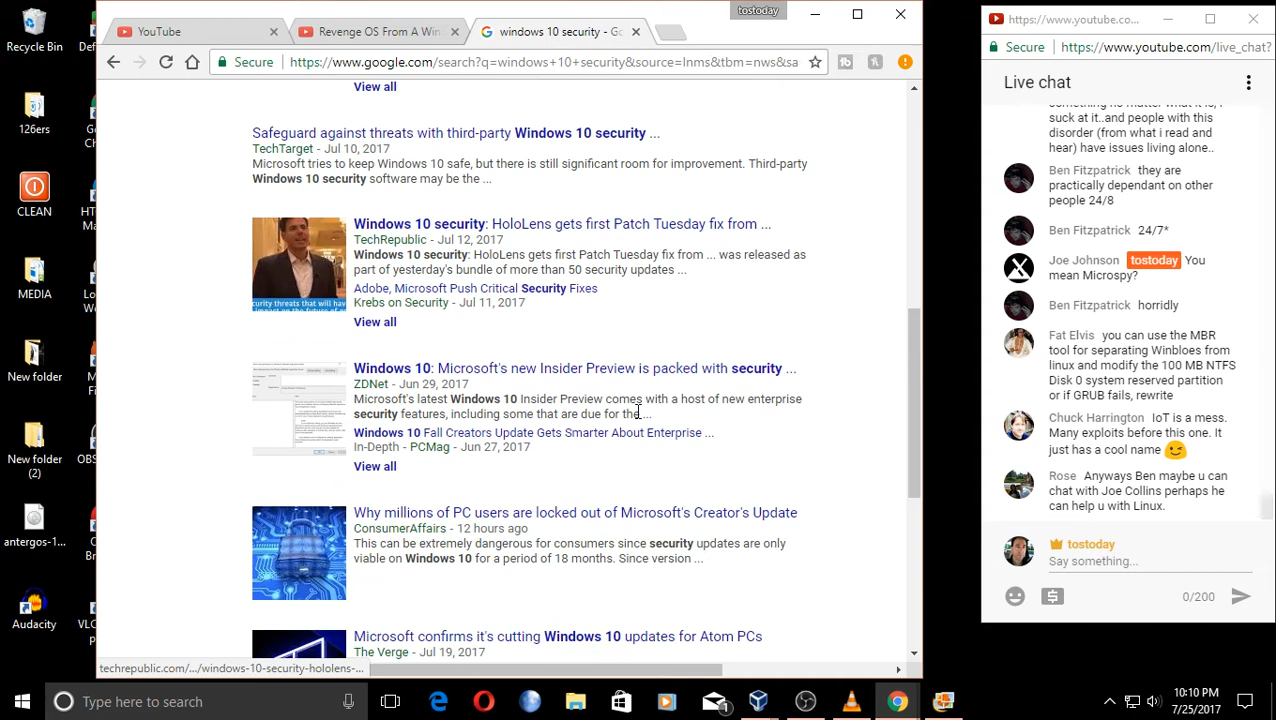 Recycle Bin
tostoday
YouTube
Revenge OS From A Win
windows 10 security - Go
Secure
https://www.google.com/search?q=windows+10+security&source=lnms&tbm=nws&sa
View all
Safeguard against threats with third-party Windows 10 security ...
TechTarget - Jul 10, 2017
Microsoft tries to keep Windows 10 safe, but there is still significant room for improvement. Third-party
Windows 10 security software may be the ...
Windows 10 security: HoloLens gets first Patch Tuesday fix from ...
TechRepublic - Jul 12, 2017
Windows 10 security: HoloLens gets first Patch Tuesday fix from ... was released as
part of yesterday's bundle of more than 50 security updates ...
Adobe, Microsoft Push Critical Security Fixes
Krebs on Security - Jul 11, 2017
View all
Windows 10: Microsoft's new Insider Preview is packed with security ...
ZDNet - Jun 29, 2017
Microsoft's latest Windows 10 Insider Preview comes with a host of new enterprise
security features, including some that are due for the ...
Windows 10 Fall Creators Update Gets Smarter About Enterprise ...
In-Depth - PCMag - Jun 27, 2017
View all
Why millions of PC users are locked out of Microsoft's Creator's Update
ConsumerAffairs - 12 hours ago
This can be extremely dangerous for consumers since security updates are only
viable on Windows 10 for a period of 18 months. Since version ...
Microsoft confirms it's cutting Windows 10 updates for Atom PCs
The Verge - Jul 19, 2017
techrepublic.com/.../windows-10-security-hololens-...
126ers
CLEAN
MEDIA
New folder
New folder
(2)
antergos-1...
Audacity
https://www.youtube.co...
Secure
https://www.youtube.com/live_chat?
Live chat
something no matter what it is, i
suck at it..and people with this
disorder (from what i read and
hear) have issues living alone..
Ben Fitzpatrick they are
practically dependant on other
people 24/8
Ben Fitzpatrick 24/7*
Joe Johnson tostoday You
mean Microspy?
Ben Fitzpatrick horridly
Fat Elvis you can use the MBR
tool for separating Winbloes from
linux and modify the 100 MB NTFS
Disk 0 system reserved partition
or if GRUB fails, rewrite
Chuck Harrington IoT is a mess.
Many exploits before this one. It
just has a cool name
Rose Anyways Ben maybe u can
chat with Joe Collins perhaps he
can help u with Linux.
tostoday
Say something...
0/200
Type here to search
1
10:10 PM
7/25/2017